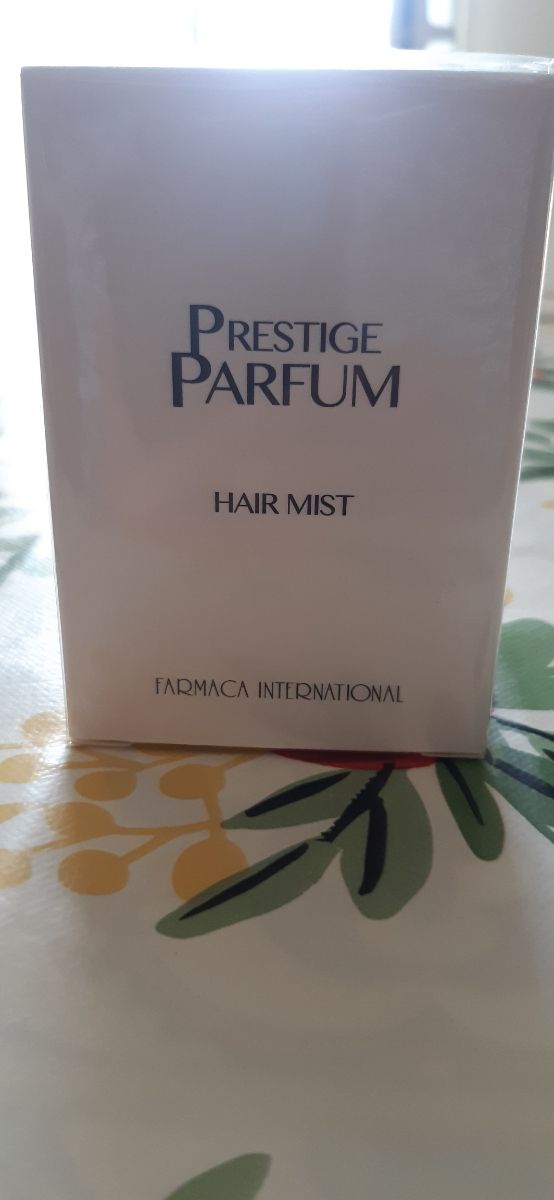 PRESTIGE
PARFUM
HAIR MIST
FARMACA INTERNATIONAL